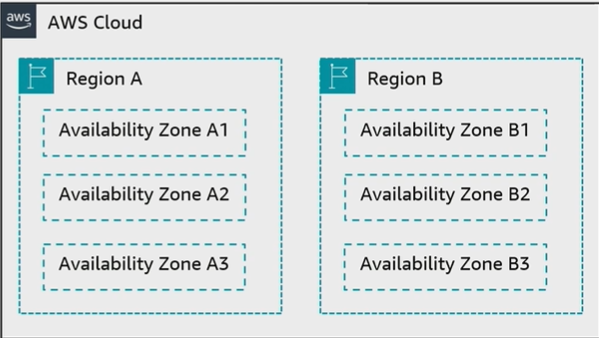 aws
AWS Cloud
Region A
Availability Zone A1
Availability Zone A2
Availability Zone A3
Region B
Availability Zone B1
Availability Zone B2
Availability Zone B3